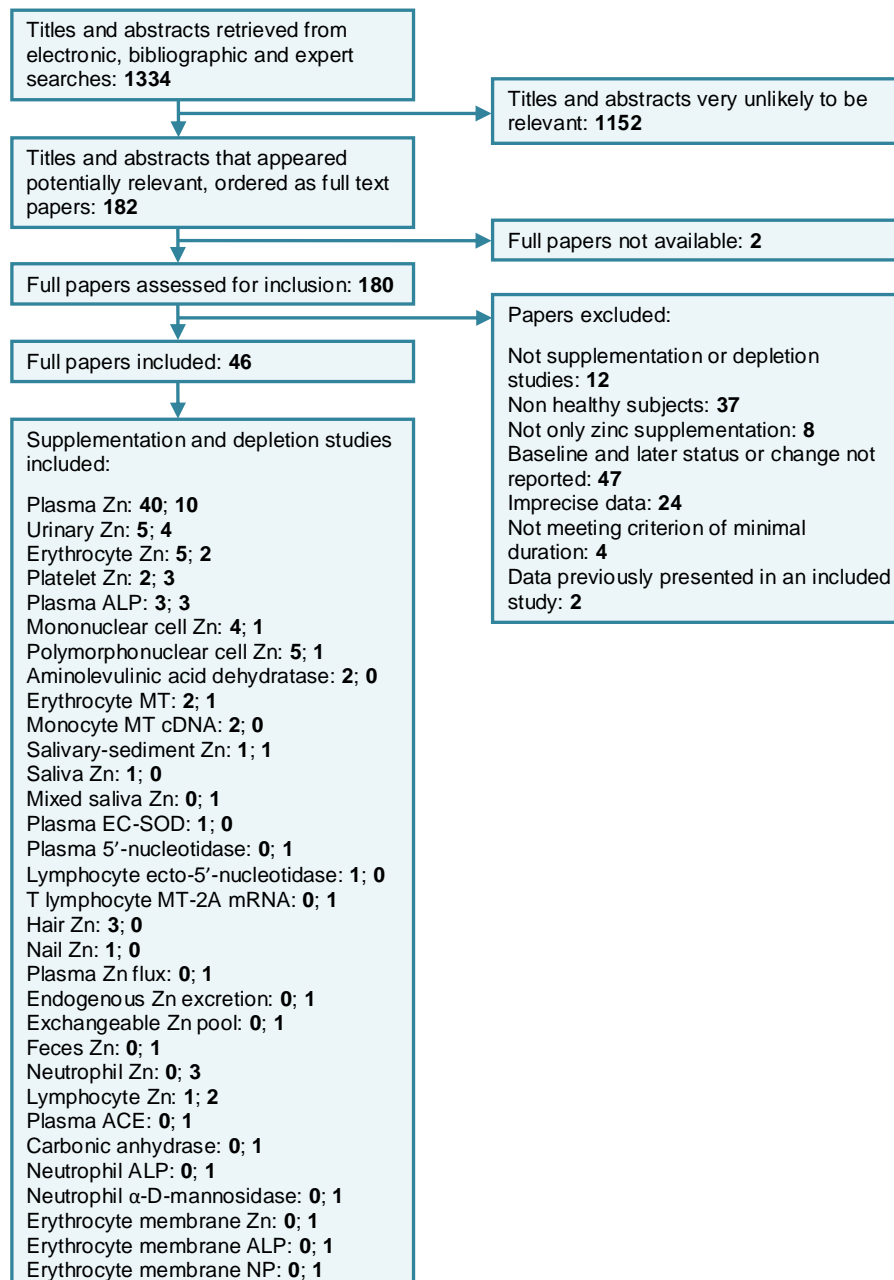 Titles and abstracts retrieved from
electronic, bibliographic and expert
searches: 1334
Titles and abstracts very unlikely to be
relevant: 1152
Titles and abstracts that appeared
potentially relevant, ordered as full text
papers: 182
Full papers not available: 2
Full papers assessed for inclusion: 180
Papers excluded:
Not supplementation or depletion
studies: 12
Non healthy subjects: 37
Not only zinc supplementation: 8
Baseline and later status or change not
reported: 47
Imprecise data: 24
Not meeting criterion of minimal
duration: 4
Data previously presented in an included
study: 2
Full papers included: 46
Supplementation and depletion studies
included:
Plasma Zn: 40; 10
Urinary Zn: 5; 4
Erythrocyte Zn: 5; 2
Platelet Zn: 2; 3
Plasma ALP: 3; 3
Mononuclear cell Zn: 4; 1
Polymorphonuclear cell Zn: 5; 1
Aminolevulinic acid dehydratase: 2; 0
Erythrocyte MT: 2; 1
Monocyte MT cDNA: 2; 0
Salivary-sediment Zn: 1; 1
Saliva Zn: 1; 0
Mixed saliva Zn: 0; 1
Plasma EC-SOD: 1; 0
Plasma 5′-nucleotidase: 0; 1
Lymphocyte ecto-5′-nucleotidase: 1; 0
T lymphocyte MT-2A mRNA: 0; 1
Hair Zn: 3; 0
Nail Zn: 1; 0
Plasma Zn flux: 0; 1
Endogenous Zn excretion: 0; 1
Exchangeable Zn pool: 0; 1
Feces Zn: 0; 1
Neutrophil Zn: 0; 3
Lymphocyte Zn: 1; 2
Plasma ACE: 0; 1
Carbonic anhydrase: 0; 1
Neutrophil ALP: 0; 1
Neutrophil α-D-mannosidase: 0; 1
Erythrocyte membrane Zn: 0; 1
Erythrocyte membrane ALP: 0; 1
Erythrocyte membrane NP: 0; 1